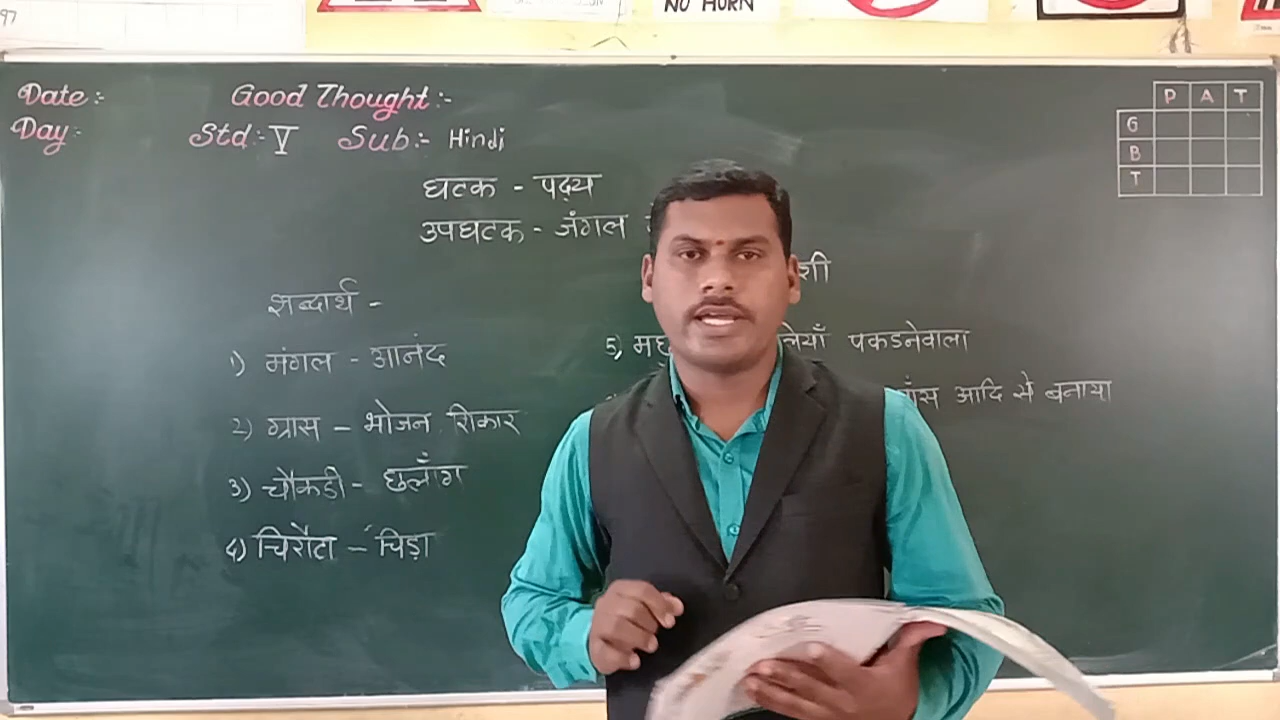 97
NO HORN
Date:-
Good Thought:-
P A T
Day:-
Std:- V Sub:- Hindi
G
B
T
घटक - पद्य
उपघटक - जंगल
शी
शब्दार्थ -
1) मंगल - आनंद
5) पकडनेवाला
आदि से बनाया
2) ग्रास - भोजन, शिकार
3) चौकडी - छलाँग
4) चिरौटा - चिड़ा